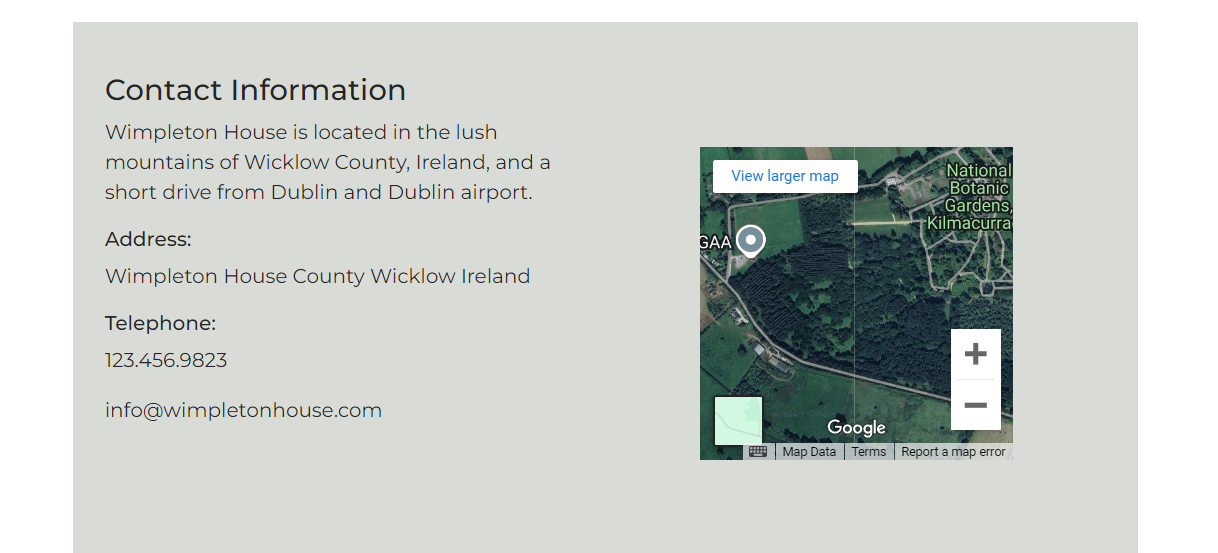 Contact Information
Wimpleton House is located in the lush
mountains of Wicklow County, Ireland, and a
short drive from Dublin and Dublin airport.
Address:
Wimpleton House County Wicklow Ireland
Telephone:
123.456.9823
info@wimpletonhouse.com
View larger map
National
Botanic
Gardens,
Kilmacurra
GAA
Google
Map Data
Terms
Report a map error